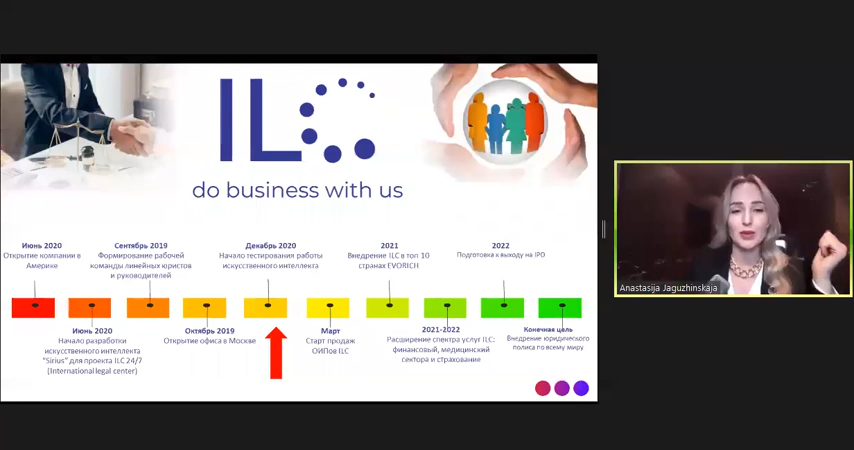 ILC
do business with us
Июнь 2020
Открытие компании в
Америке
Сентябрь 2019
Формирование рабочей
команды линейных юристов
и руководителей
Декабрь 2020
Начало тестирования работы
искусственного интеллекта
2021
Внедрение ILC в топ 10
странах EVORICH
2022
Подготовка к выходу на IPO
Июнь 2020
Начало разработки
искусственного интеллекта
"Sirius" для проекта ILC 24/7
(International legal center)
Октябрь 2019
Открытие офиса в Москве
Март
Старт продаж
ОИПов ILC
2021-2022
Расширение спектра услуг ILC:
финансовый, медицинский
сектора и страхование
Конечная цель
Внедрение юридического
полиса по всему миру
Anastasija Jaguzhinskaja